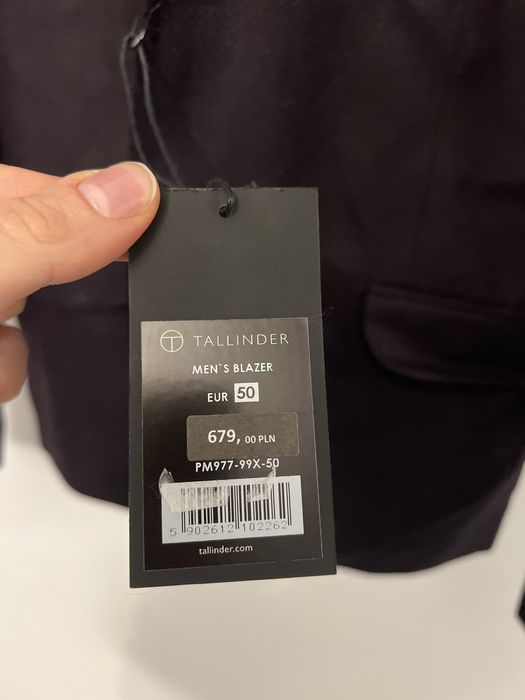 TALLINDER
MEN`S BLAZER
EUR 50
679, 00 PLN
PM977-99X-50
5 902612 102262
tallinder.com